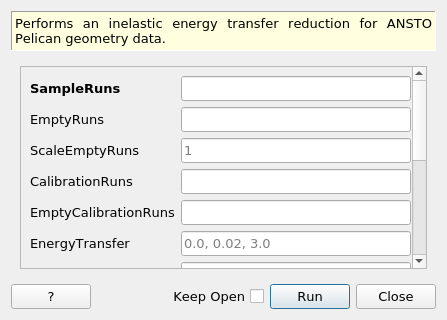 Performs an inelastic energy transfer reduction for ANSTO
Pelican geometry data.
SampleRuns
EmptyRuns
ScaleEmptyRuns 1
CalibrationRuns
EmptyCalibrationRuns
EnergyTransfer 0.0, 0.02, 3.0
? Keep Open Run Close